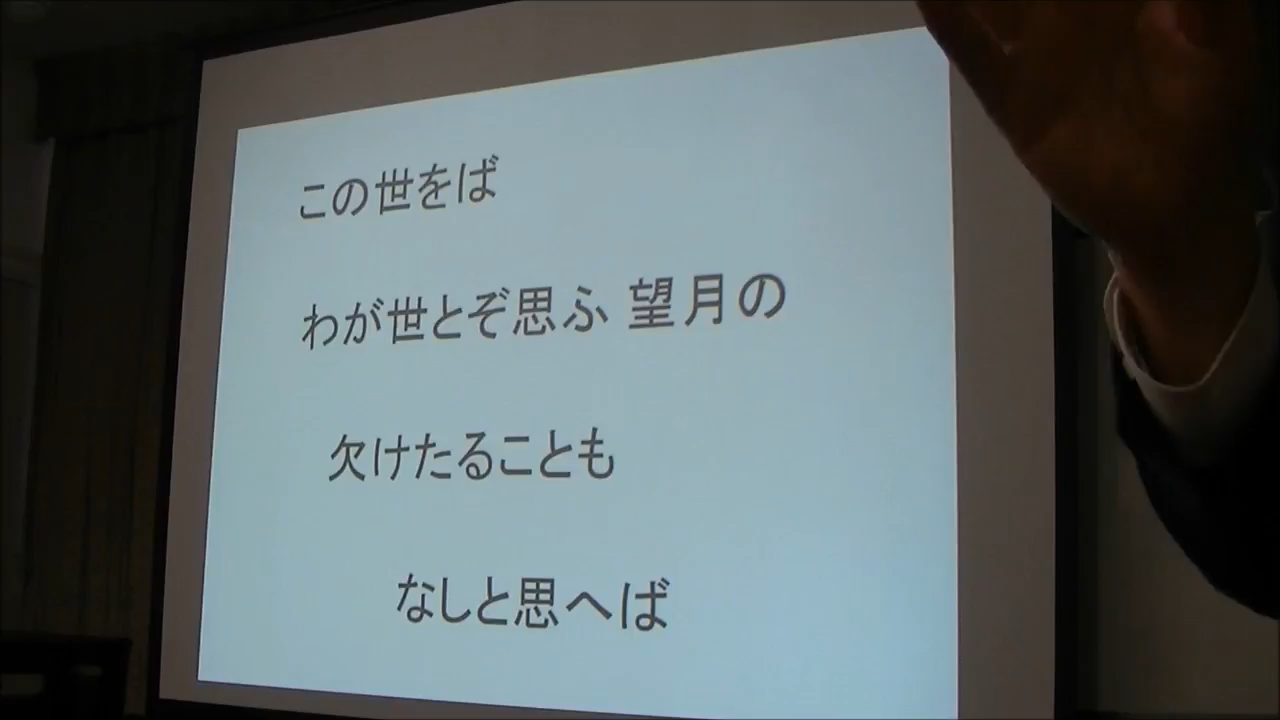 この世をば
わが世とぞ思ふ 望月の
欠けたることも
なしと思へば